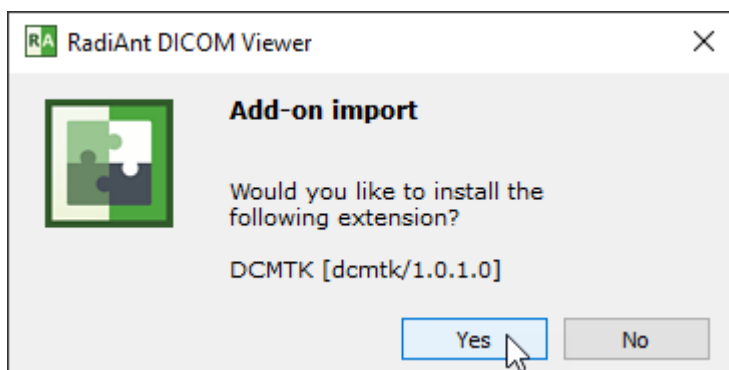 RA RadiAnt DICOM Viewer
Add-on import
Would you like to install the
following extension?
DCMTK [dcmtk/1.0.1.0]
Yes No